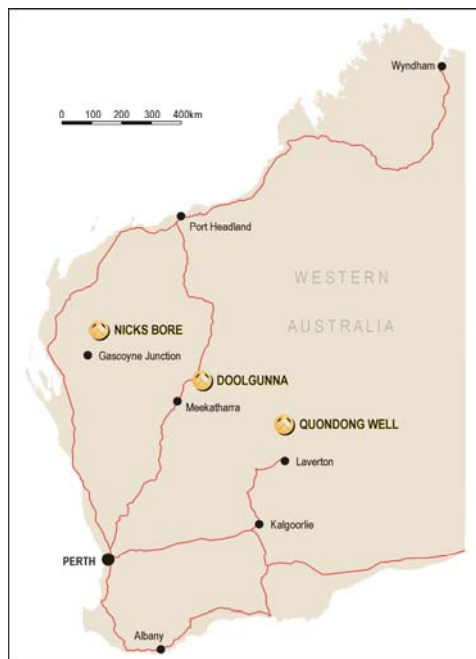 Wyndham
0 100 200 300 400km
Port Headland
WESTERN
AUSTRALIA
NICKS BORE
Gascoyne Junction
DOOLGUNNA
Meekatharra
QUONDONG WELL
Laverton
Kalgoorlie
PERTH
Albany